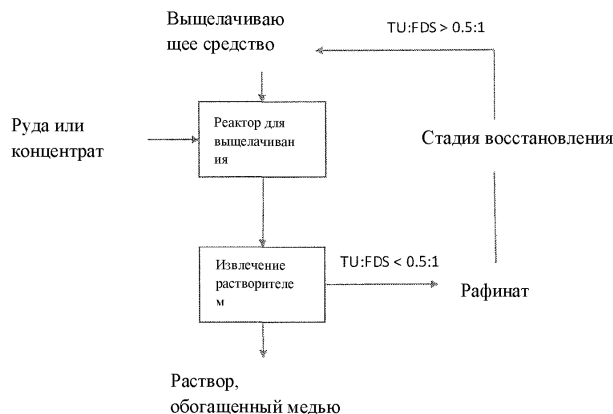 Выщелачиваю
щее средство
TU:FDS > 0.5:1
Руда или
концентрат
Реактор для
выщелачиван
ия
Стадия восстановления
Извлечение
растворителе
м
TU:FDS < 0.5:1
Рафинат
Раствор,
обогащенный медью